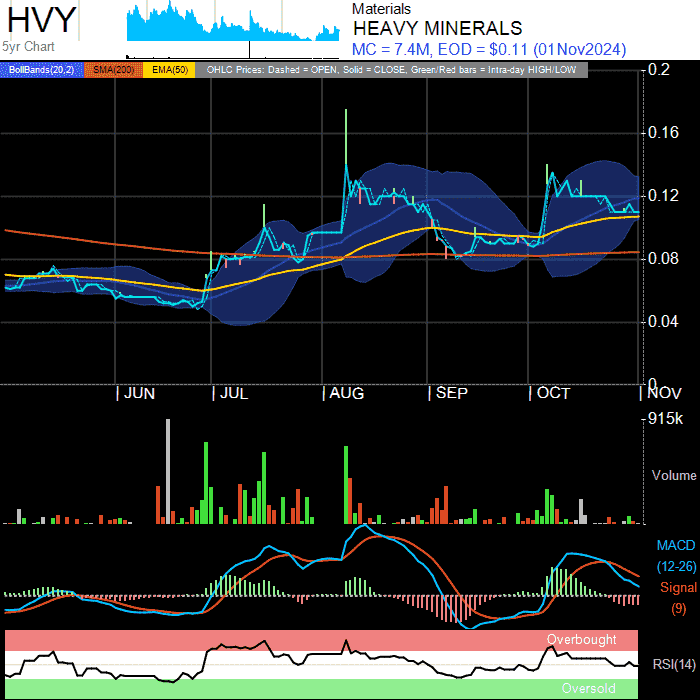 HVY
5yr Chart
Materials
HEAVY MINERALS
MC = 7.4M, EOD = $0.11 (01Nov2024)
BollBands(20,2) SMA(200) EMA(50) OHLC Prices: Dashed = OPEN, Solid = CLOSE, Green/Red bars = Intra-day HIGH/LOW
0.2
0.16
0.12
0.08
0.04
0
JUN JUL AUG SEP OCT NOV
915k
Volume
MACD
(12-26)
Signal
(9)
Overbought
RSI(14)
Oversold